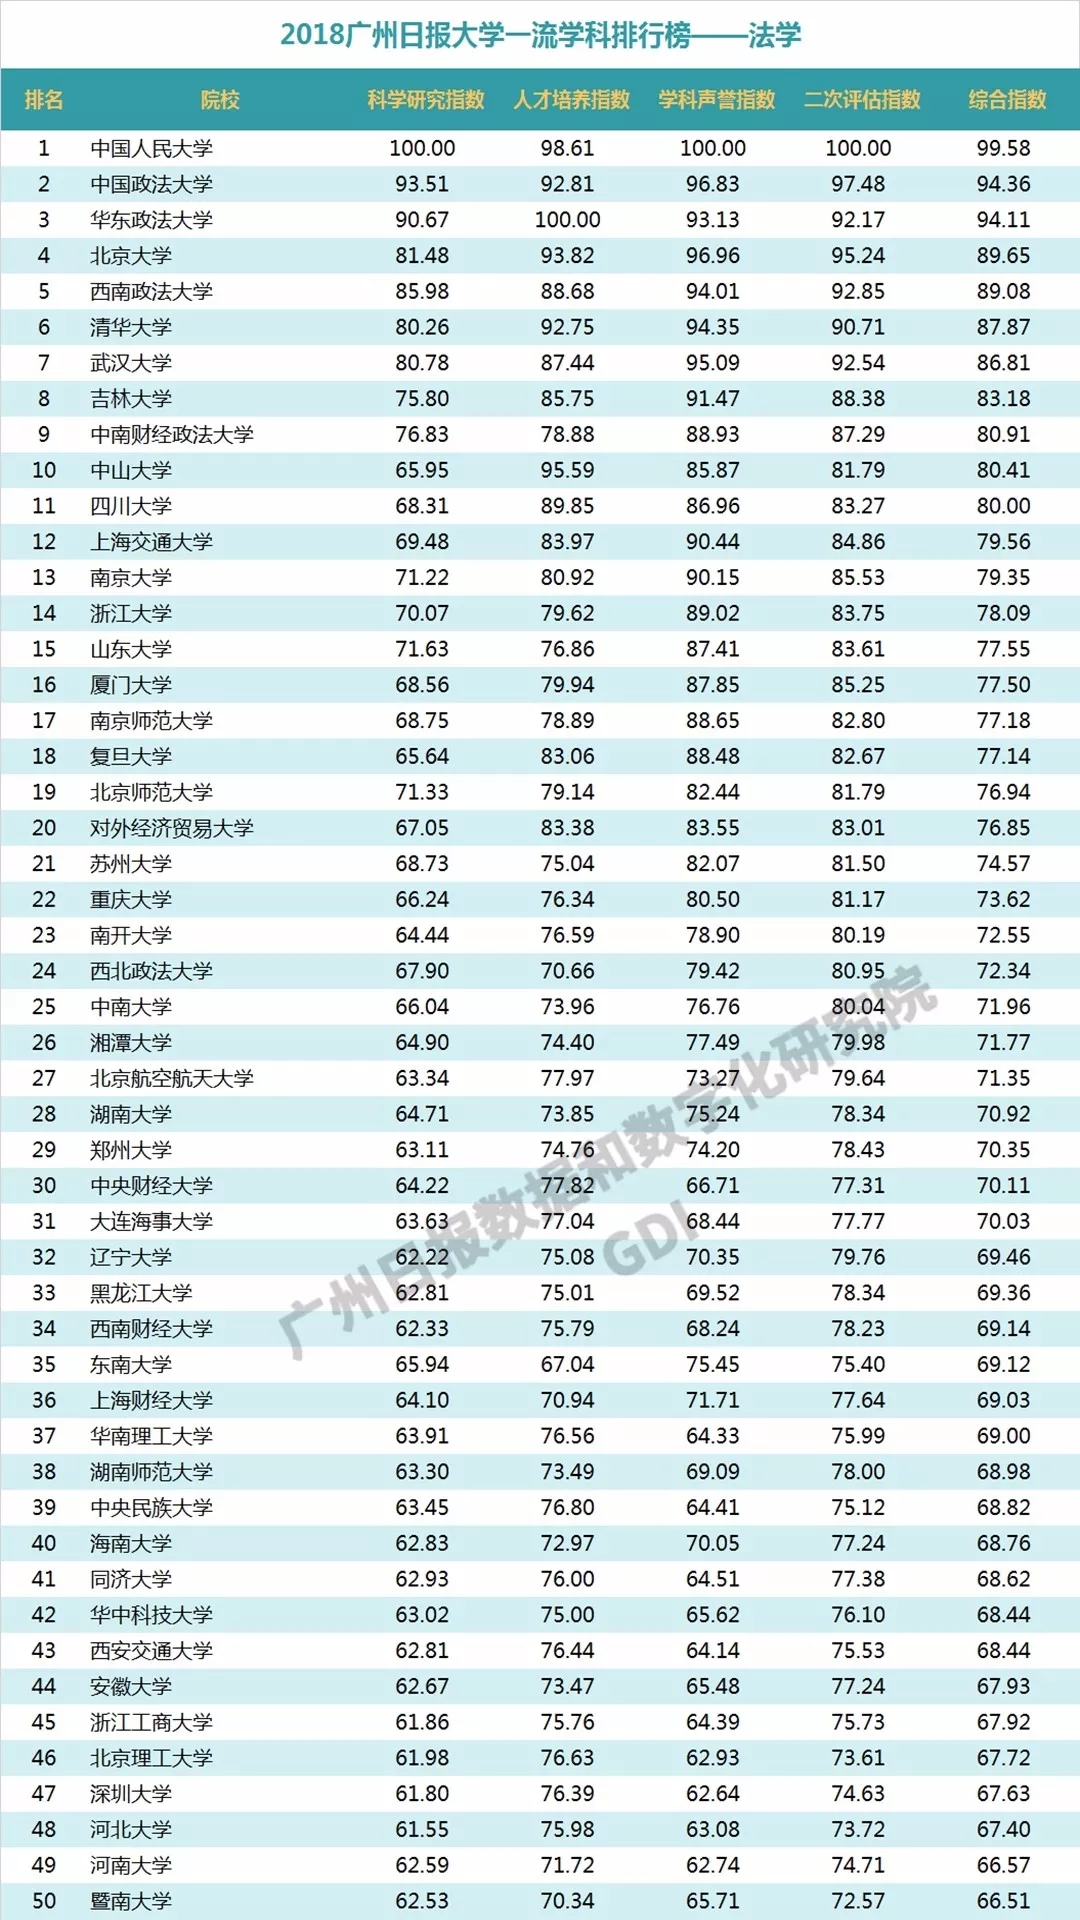 2018广州日报大学一流学科排行榜——法学
排名 院校 科学研究指数 人才培养指数 学科声誉指数 二次评估指数 综合指数
1 中国人民大学 100.00 98.61 100.00 100.00 99.58
2 中国政法大学 93.51 92.81 96.83 97.48 94.36
3 华东政法大学 90.67 100.00 93.13 92.17 94.11
4 北京大学 81.48 93.82 96.96 95.24 89.65
5 西南政法大学 85.98 88.68 94.01 92.85 89.08
6 清华大学 80.26 92.75 94.35 90.71 87.87
7 武汉大学 80.78 87.44 95.09 92.54 86.81
8 吉林大学 75.80 85.75 91.47 88.38 83.18
9 中南财经政法大学 76.83 78.88 88.93 87.29 80.91
10 中山大学 65.95 95.59 85.87 81.79 80.41
11 四川大学 68.31 89.85 86.96 83.27 80.00
12 上海交通大学 69.48 83.97 90.44 84.86 79.56
13 南京大学 71.22 80.92 90.15 85.53 79.35
14 浙江大学 70.07 79.62 89.02 83.75 78.09
15 山东大学 71.63 76.86 87.41 83.61 77.55
16 厦门大学 68.56 79.94 87.85 85.25 77.50
17 南京师范大学 68.75 78.89 88.65 82.80 77.18
18 复旦大学 65.64 83.06 88.48 82.67 77.14
19 北京师范大学 71.33 79.14 82.44 81.79 76.94
20 对外经济贸易大学 67.05 83.38 83.55 83.01 76.85
21 苏州大学 68.73 75.04 82.07 81.50 74.57
22 重庆大学 66.24 76.34 80.50 81.17 73.62
23 南开大学 64.44 76.59 78.90 80.19 72.55
24 西北政法大学 67.90 70.66 79.42 80.95 72.34
25 中南大学 66.04 73.96 76.76 80.04 71.96
26 湘潭大学 64.90 74.40 77.49 79.98 71.77
27 北京航空航天大学 63.34 77.97 73.27 79.64 71.35
28 湖南大学 64.71 73.85 75.24 78.34 70.92
29 郑州大学 63.11 74.76 74.20 78.43 70.35
30 中央财经大学 64.22 77.82 66.71 77.31 70.11
31 大连海事大学 63.63 77.04 68.44 77.77 70.03
32 辽宁大学 62.22 75.08 70.35 79.76 69.46
33 黑龙江大学 62.81 75.01 69.52 78.34 69.36
34 西南财经大学 62.33 75.79 68.24 78.23 69.14
35 东南大学 65.94 67.04 75.45 75.40 69.12
36 上海财经大学 64.10 70.94 71.71 77.64 69.03
37 华南理工大学 63.91 76.56 64.33 75.99 69.00
38 湖南师范大学 63.30 73.49 69.09 78.00 68.98
39 中央民族大学 63.45 76.80 64.41 75.12 68.82
40 海南大学 62.83 72.97 70.05 77.24 68.76
41 同济大学 62.93 76.00 64.51 77.38 68.62
42 华中科技大学 63.02 75.00 65.62 76.10 68.44
43 西安交通大学 62.81 76.44 64.14 75.53 68.44
44 安徽大学 62.67 73.47 65.48 77.24 67.93
45 浙江工商大学 61.86 75.76 64.39 75.73 67.92
46 北京理工大学 61.98 76.63 62.93 73.61 67.72
47 深圳大学 61.80 76.39 62.64 74.63 67.63
48 河北大学 61.55 75.98 63.08 73.72 67.40
49 河南大学 62.59 71.72 62.74 74.71 66.57
50 暨南大学 62.53 70.34 65.71 72.57 66.51
广州日报数据和数字化研究院
GDI